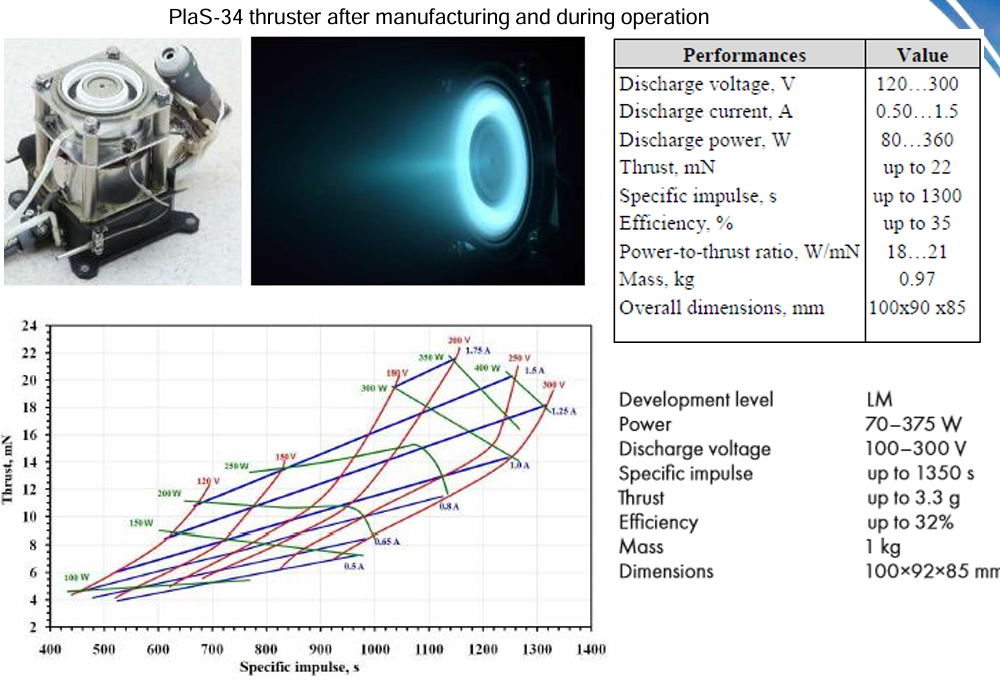 PlaS-34 thruster after manufacturing and during operation
Performances Value
Discharge voltage, V 120…300
Discharge current, A 0.50…1.5
Discharge power, W 80…360
Thrust, mN up to 22
Specific impulse, s up to 1300
Efficiency, % up to 35
Power-to-thrust ratio, W/mN 18…21
Mass, kg 0.97
Overall dimensions, mm 100x90 x85
24
22
20
18
16
14
12
10
8
6
4
2
Thrust, mN
200 V
1.75 A
350 W
250 V
400 W
1.5 A
180 V
300 W
300 V
1.25 A
150 V
250 W
1.0 A
120 V
200 W
0.8 A
150 W
0.65 A
0.5 A
100 W
400 500 600 700 800 900 1000 1100 1200 1300 1400
Specific impulse, s
Development level LM
Power 70–375 W
Discharge voltage 100–300 V
Specific impulse up to 1350 s
Thrust up to 3.3 g
Efficiency up to 32%
Mass 1 kg
Dimensions 100×92×85 mm